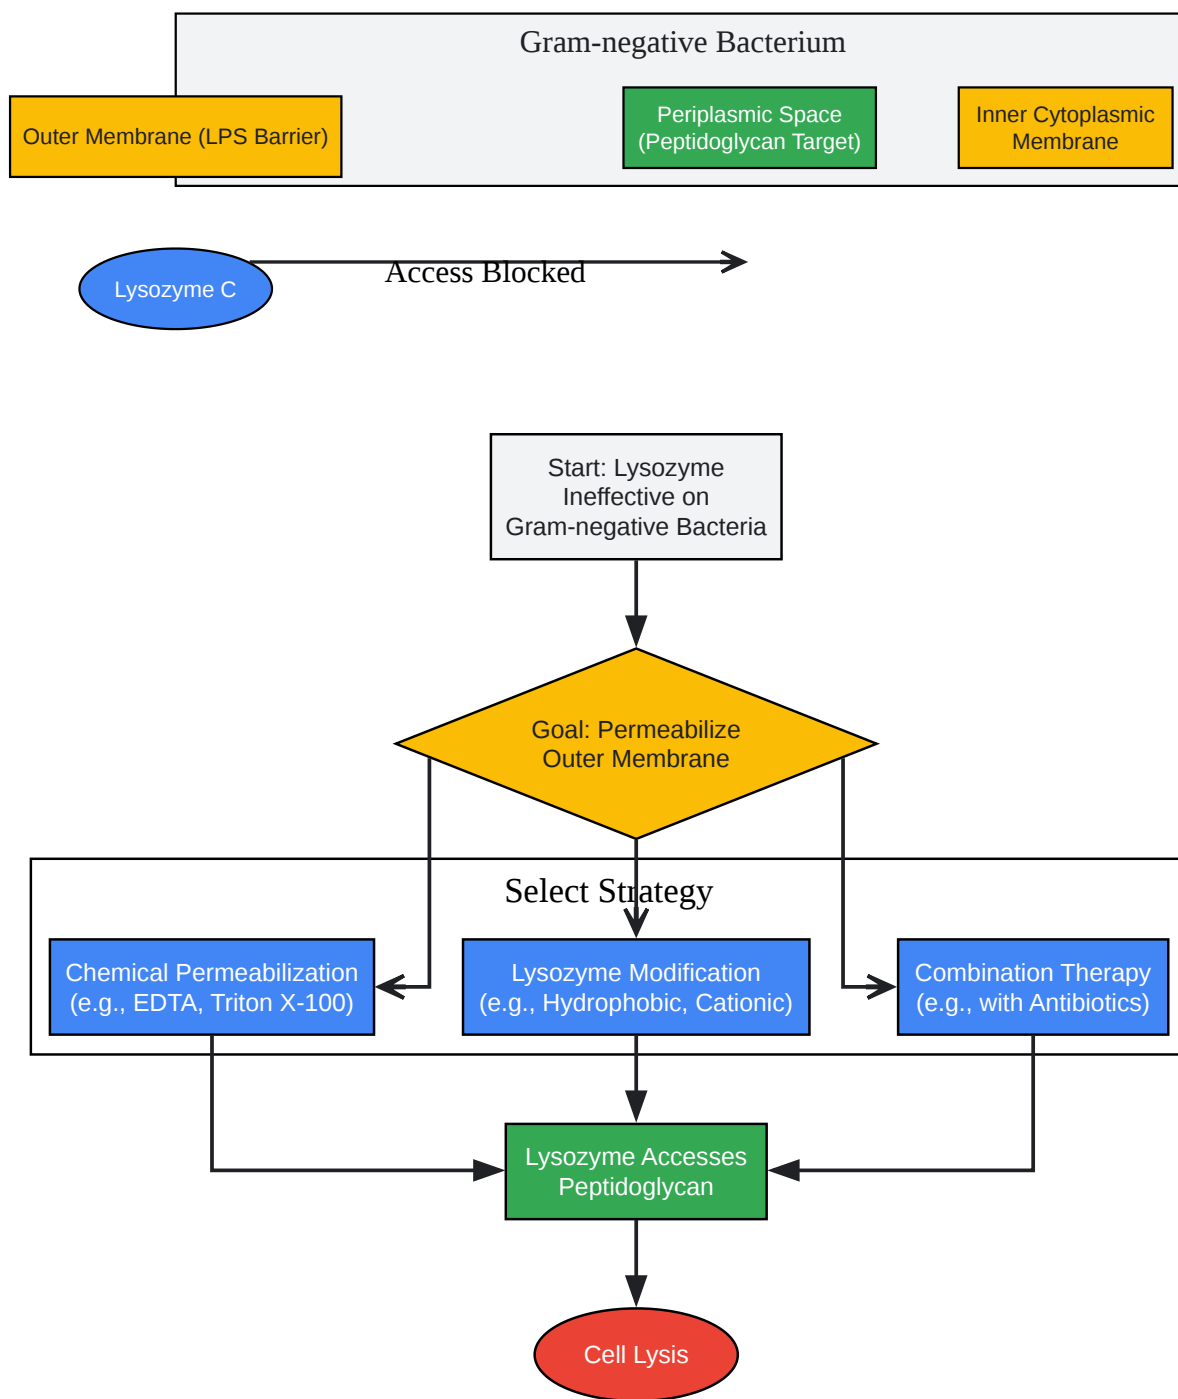 Gram-negative Bacterium
Outer Membrane (LPS Barrier)
Periplasmic Space
(Peptidoglycan Target)
Inner Cytoplasmic
Membrane
Lysozyme C
Access Blocked
Start: Lysozyme
Ineffective on
Gram-negative Bacteria
Goal: Permeabilize
Outer Membrane
Select Strategy
Chemical Permeabilization
(e.g., EDTA, Triton X-100)
Lysozyme Modification
(e.g., Hydrophobic, Cationic)
Combination Therapy
(e.g., with Antibiotics)
Lysozyme Accesses
Peptidoglycan
Cell Lysis